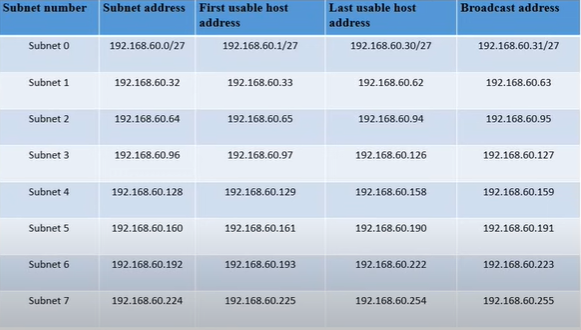 Subnet number Subnet address First usable host address Last usable host address Broadcast address
Subnet 0 192.168.60.0/27 192.168.60.1/27 192.168.60.30/27 192.168.60.31/27
Subnet 1 192.168.60.32 192.168.60.33 192.168.60.62 192.168.60.63
Subnet 2 192.168.60.64 192.168.60.65 192.168.60.94 192.168.60.95
Subnet 3 192.168.60.96 192.168.60.97 192.168.60.126 192.168.60.127
Subnet 4 192.168.60.128 192.168.60.129 192.168.60.158 192.168.60.159
Subnet 5 192.168.60.160 192.168.60.161 192.168.60.190 192.168.60.191
Subnet 6 192.168.60.192 192.168.60.193 192.168.60.222 192.168.60.223
Subnet 7 192.168.60.224 192.168.60.225 192.168.60.254 192.168.60.255